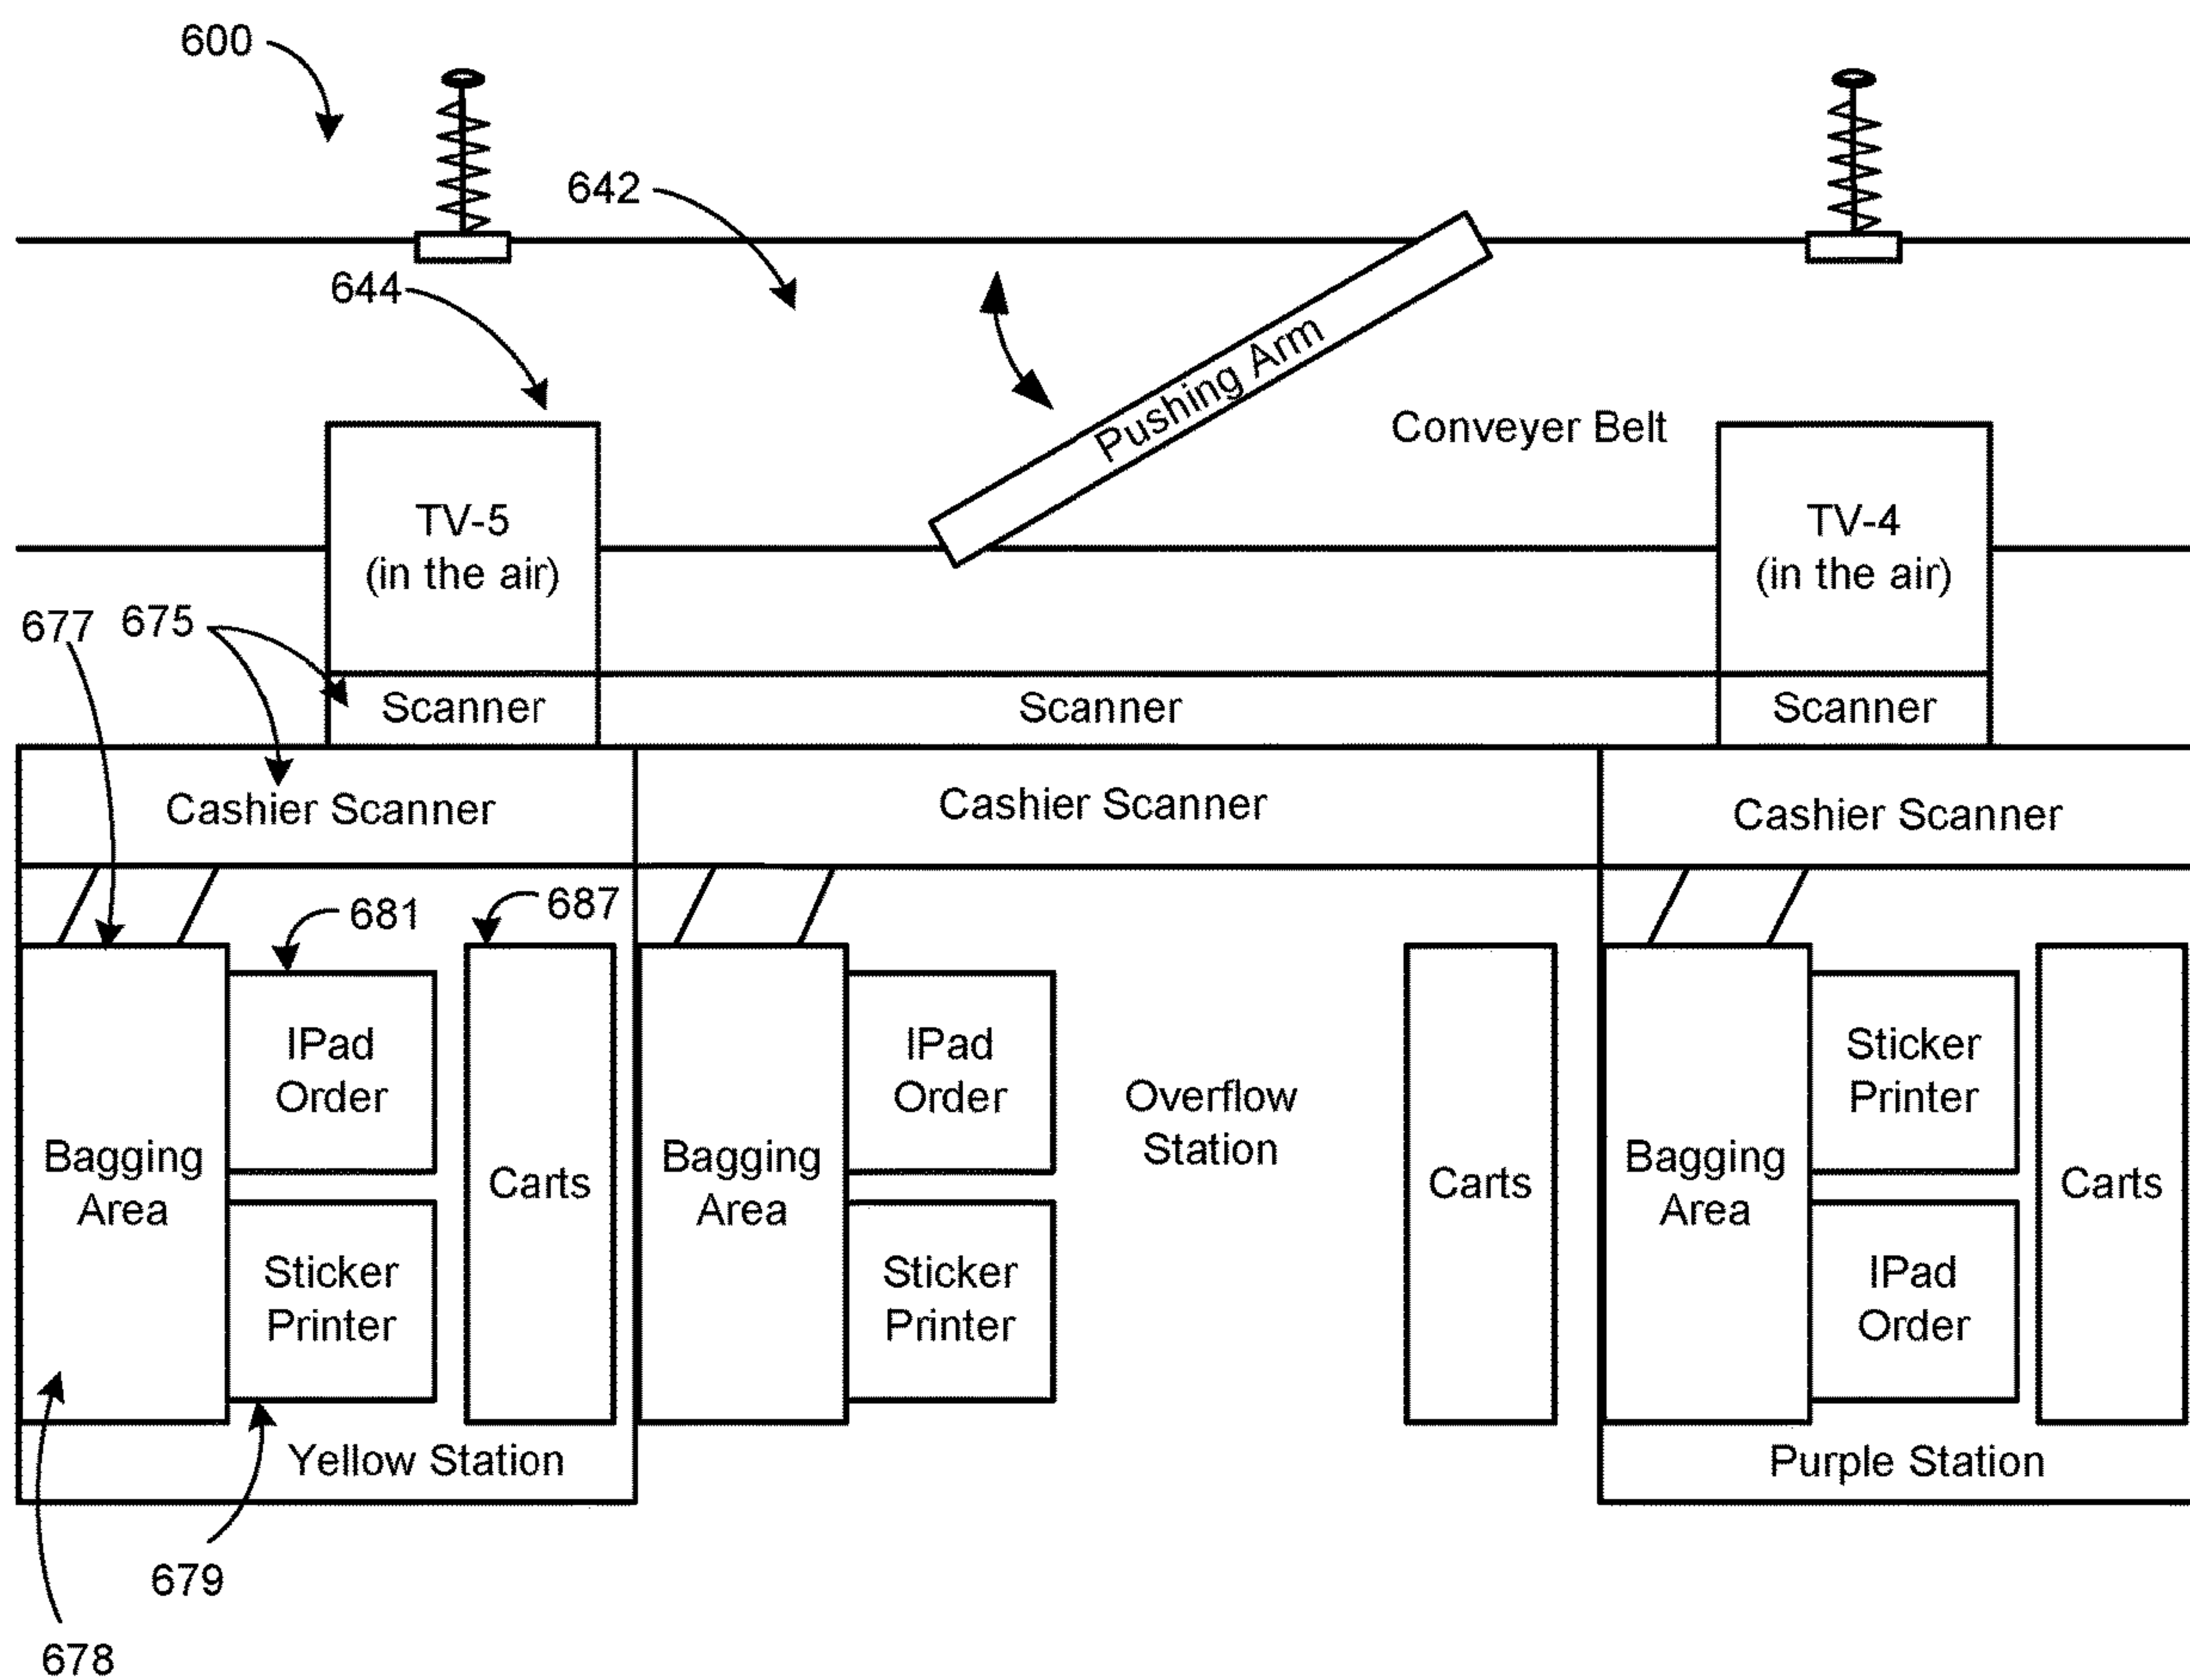 600
642
644
Pushing Arm
Conveyer Belt
TV-5
(in the air)
TV-4
(in the air)
677
675
Scanner
Scanner
Scanner
Cashier Scanner
Cashier Scanner
Cashier Scanner
681
687
Bagging
Area
IPad
Order
Sticker
Printer
Carts
Yellow Station
Bagging
Area
IPad
Order
Sticker
Printer
Overflow
Station
Carts
Bagging
Area
Sticker
Printer
IPad
Order
Carts
Purple Station
679
678